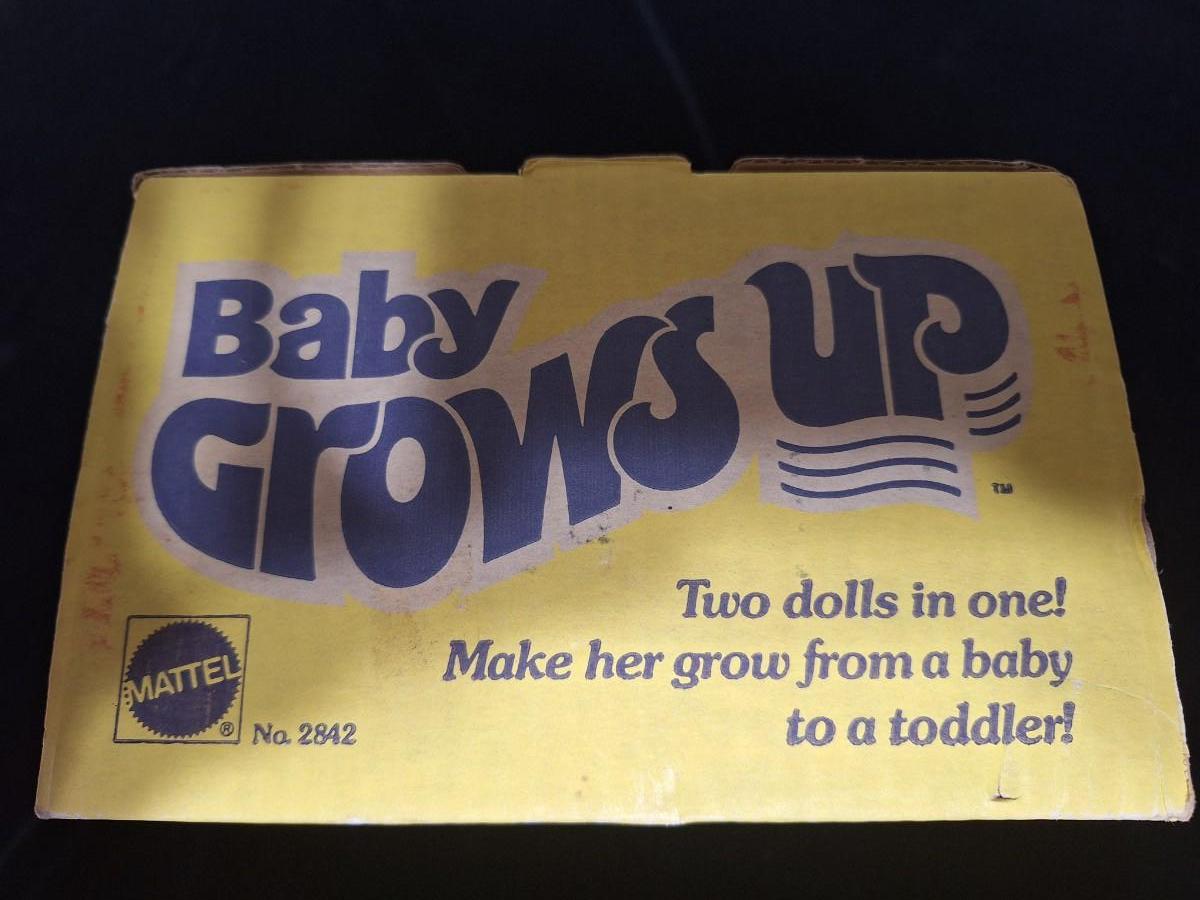 Baby
Grows Up
TM
Two dolls in one!
Make her grow from a baby
to a toddler!
MATTEL
®
No. 2842